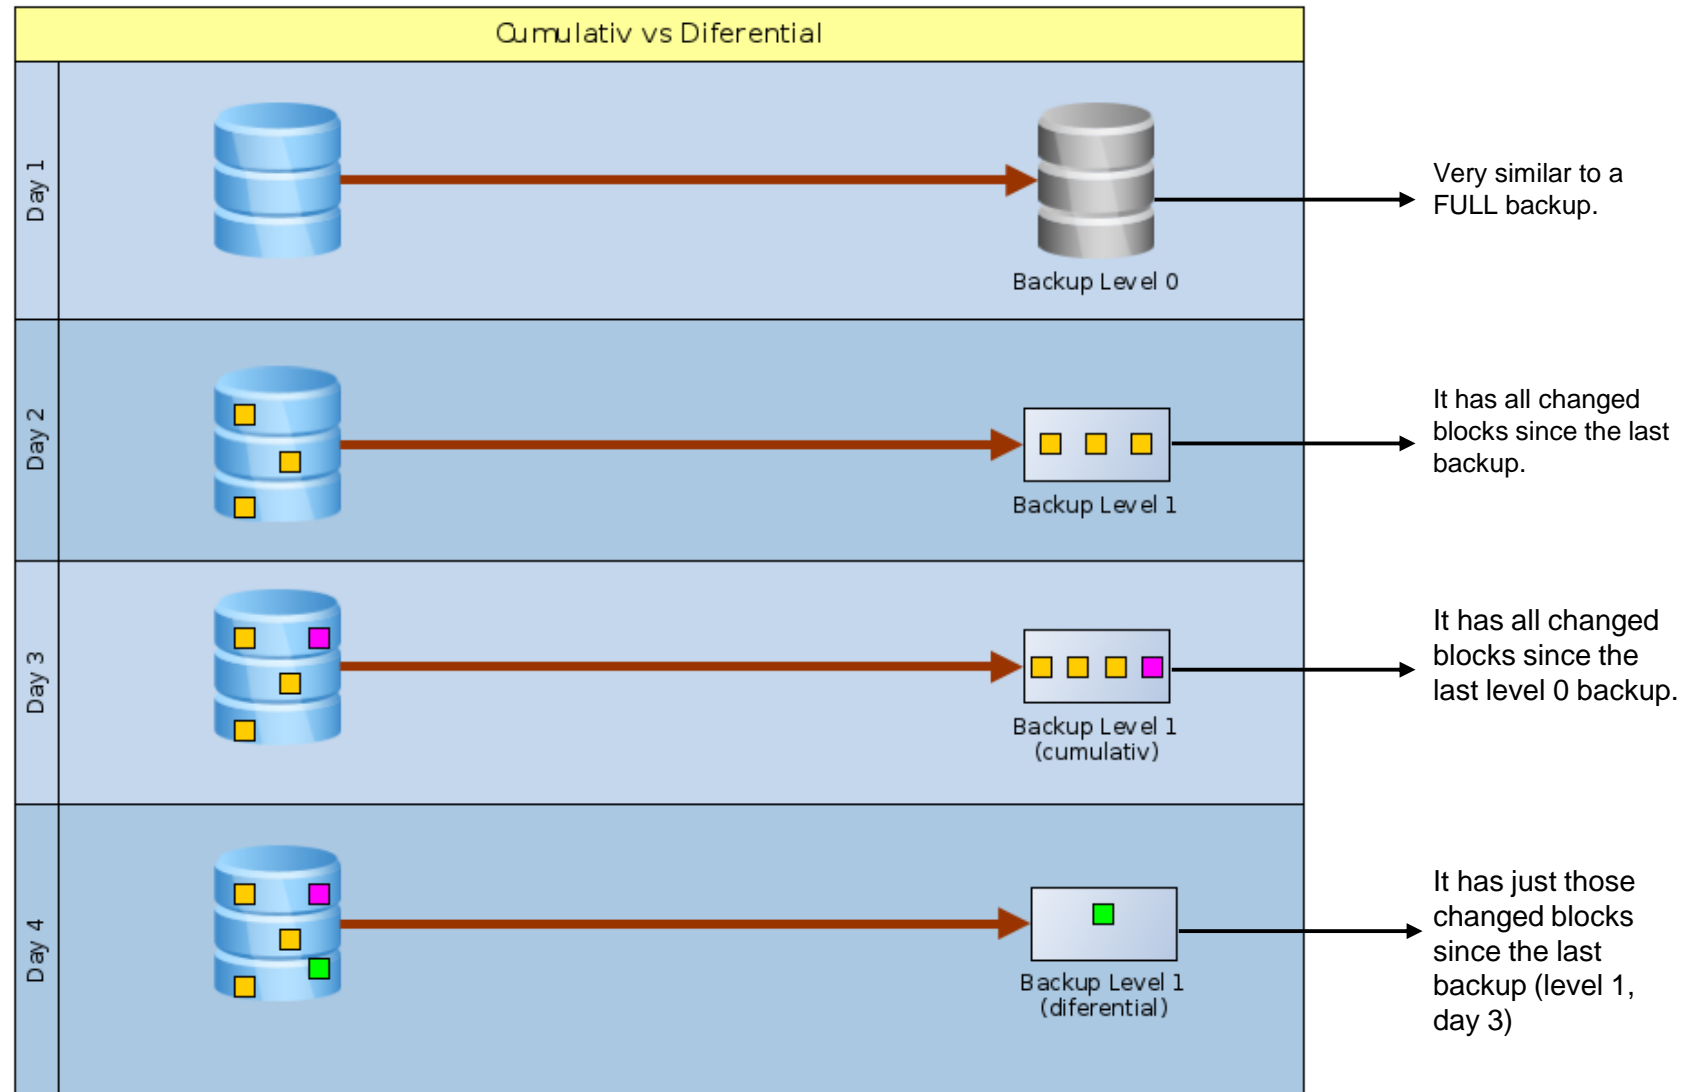 Cumulativ vs Diferential
Day 1
Backup Level 0
Very similar to a
FULL backup.
Day 2
Backup Level 1
It has all changed
blocks since the last
backup.
Day 3
Backup Level 1
(cumulativ)
It has all changed
blocks since the
last level 0 backup.
Day 4
Backup Level 1
(diferential)
It has just those
changed blocks
since the last
backup (level 1,
day 3)